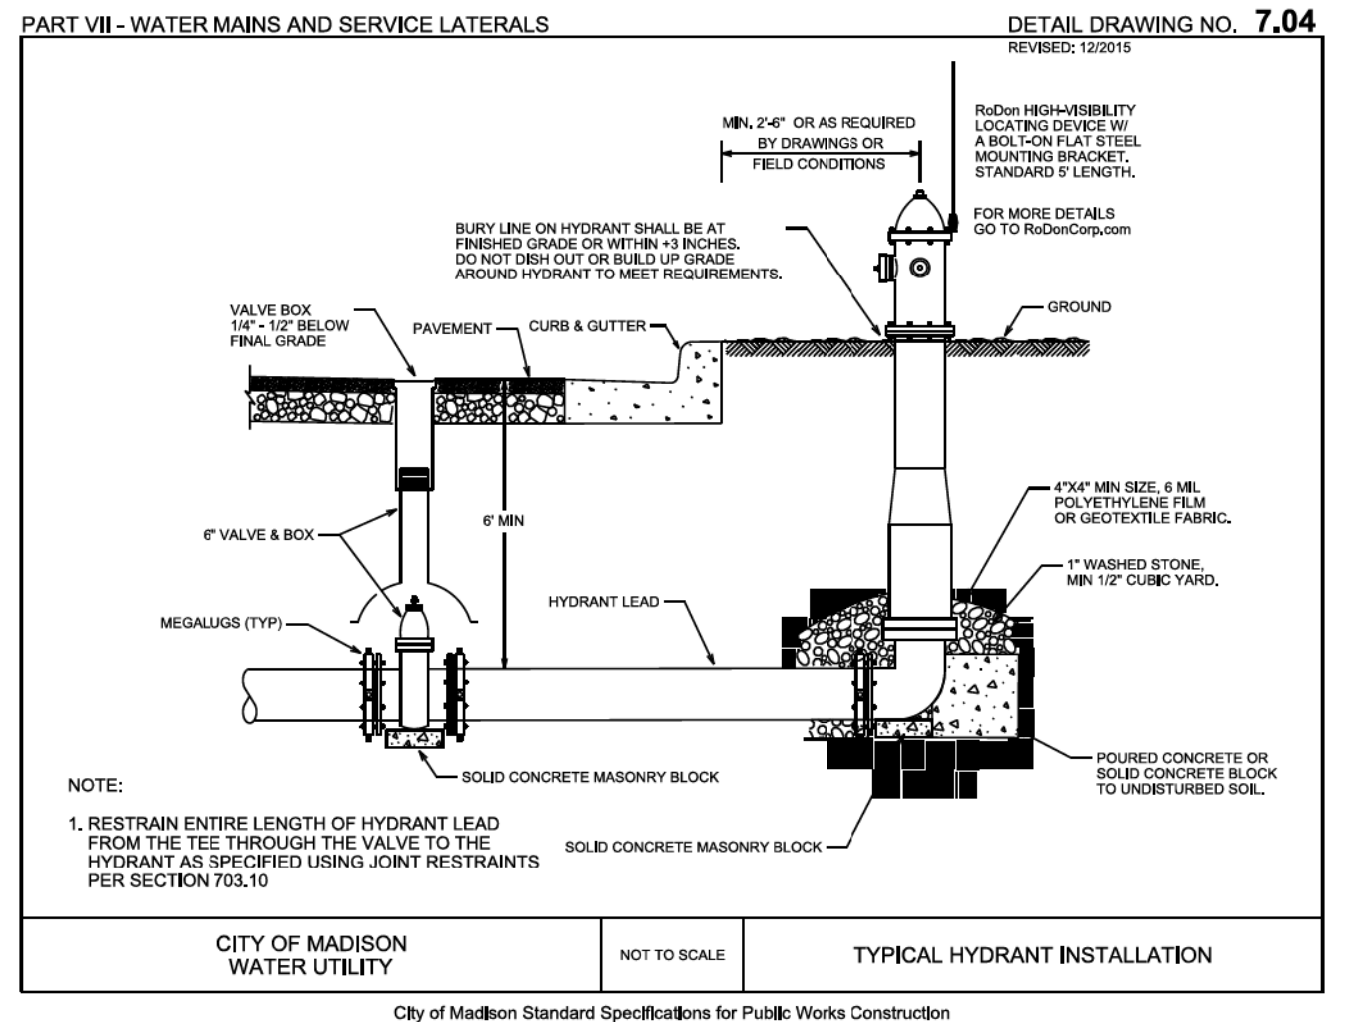 PART VII - WATER MAINS AND SERVICE LATERALS
DETAIL DRAWING NO. 7.04
REVISED: 12/2015
RoDon HIGH-VISIBILITY
LOCATING DEVICE W/
A BOLT-ON FLAT STEEL
MOUNTING BRACKET.
STANDARD 5' LENGTH.
FOR MORE DETAILS
GO TO RoDonCorp.com
MIN. 2'-6" OR AS REQUIRED
BY DRAWINGS OR
FIELD CONDITIONS
BURY LINE ON HYDRANT SHALL BE AT
FINISHED GRADE OR WITHIN +3 INCHES.
DO NOT DISH OUT OR BUILD UP GRADE
AROUND HYDRANT TO MEET REQUIREMENTS.
VALVE BOX
1/4" - 1/2" BELOW
FINAL GRADE
PAVEMENT
CURB & GUTTER
GROUND
4"X4" MIN SIZE, 6 MIL
POLYETHYLENE FILM
OR GEOTEXTILE FABRIC.
6' MIN
6" VALVE & BOX
1" WASHED STONE,
MIN 1/2" CUBIC YARD.
HYDRANT LEAD
MEGALUGS (TYP)
SOLID CONCRETE MASONRY BLOCK
POURED CONCRETE OR
SOLID CONCRETE BLOCK
TO UNDISTURBED SOIL.
SOLID CONCRETE MASONRY BLOCK
NOTE:
1. RESTRAIN ENTIRE LENGTH OF HYDRANT LEAD
FROM THE TEE THROUGH THE VALVE TO THE
HYDRANT AS SPECIFIED USING JOINT RESTRAINTS
PER SECTION 703.10
CITY OF MADISON
WATER UTILITY
NOT TO SCALE
TYPICAL HYDRANT INSTALLATION
City of Madison Standard Specifications for Public Works Construction